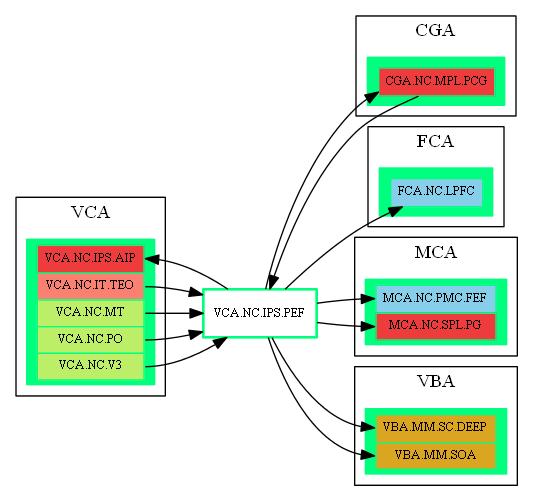 CGA
CGA.NC.MPL.PCG
FCA
FCA.NC.LPFC
VCA
VCA.NC.IPS.AIP
VCA.NC.IT.TEO
VCA.NC.MT
VCA.NC.PO
VCA.NC.V3
VCA.NC.IPS.PEF
MCA
MCA.NC.PMC.FEF
MCA.NC.SPL.PG
VBA
VBA.MM.SC.DEEP
VBA.MM.SOA